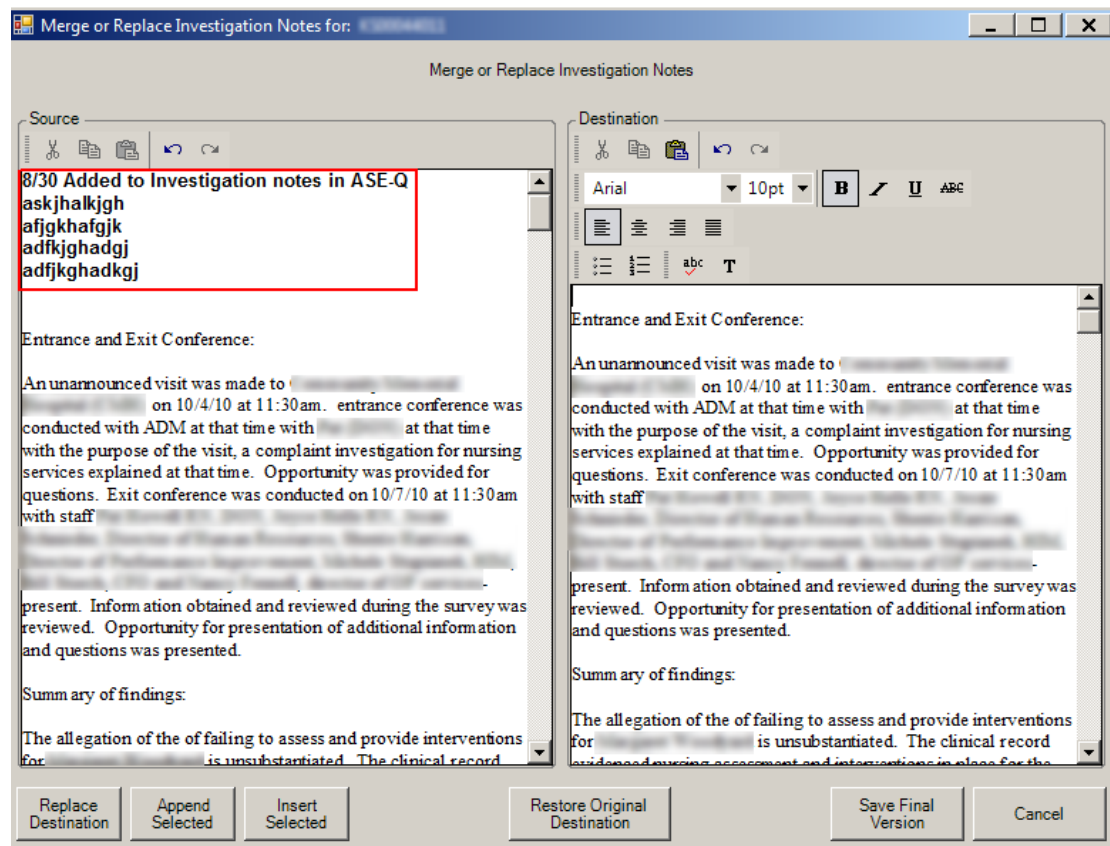 Merge or Replace Investigation Notes for:
Merge or Replace Investigation Notes
Source
8/30 Added to Investigation notes in ASE-Q
askjhalkjgh
afjgkhafgjk
adfkjghadgj
adfjkghadkgj
Entrance and Exit Conference:
An unannounced visit was made to
on 10/4/10 at 11:30am. entrance conference was
conducted with ADM at that time with at that time
with the purpose of the visit, a complaint investigation for nursing
services explained at that time. Opportunity was provided for
questions. Exit conference was conducted on 10/7/10 at 11:30am
with staff
present. Information obtained and reviewed during the survey was
reviewed. Opportunity for presentation of additional information
and questions was presented.
Summary of findings:
The allegation of the of failing to assess and provide interventions
for is unsubstantiated. The clinical record
Destination
Arial 10pt B I U ABC
abc T
Entrance and Exit Conference:
An unannounced visit was made to
on 10/4/10 at 11:30am. entrance conference was
conducted with ADM at that time with at that time
with the purpose of the visit, a complaint investigation for nursing
services explained at that time. Opportunity was provided for
questions. Exit conference was conducted on 10/7/10 at 11:30am
with staff
present. Information obtained and reviewed during the survey was
reviewed. Opportunity for presentation of additional information
and questions was presented.
Summary of findings:
The allegation of the of failing to assess and provide interventions
for is unsubstantiated. The clinical record
evidenced nursing assessment and interventions in place for the
Replace
Destination
Append
Selected
Insert
Selected
Restore Original
Destination
Save Final
Version
Cancel